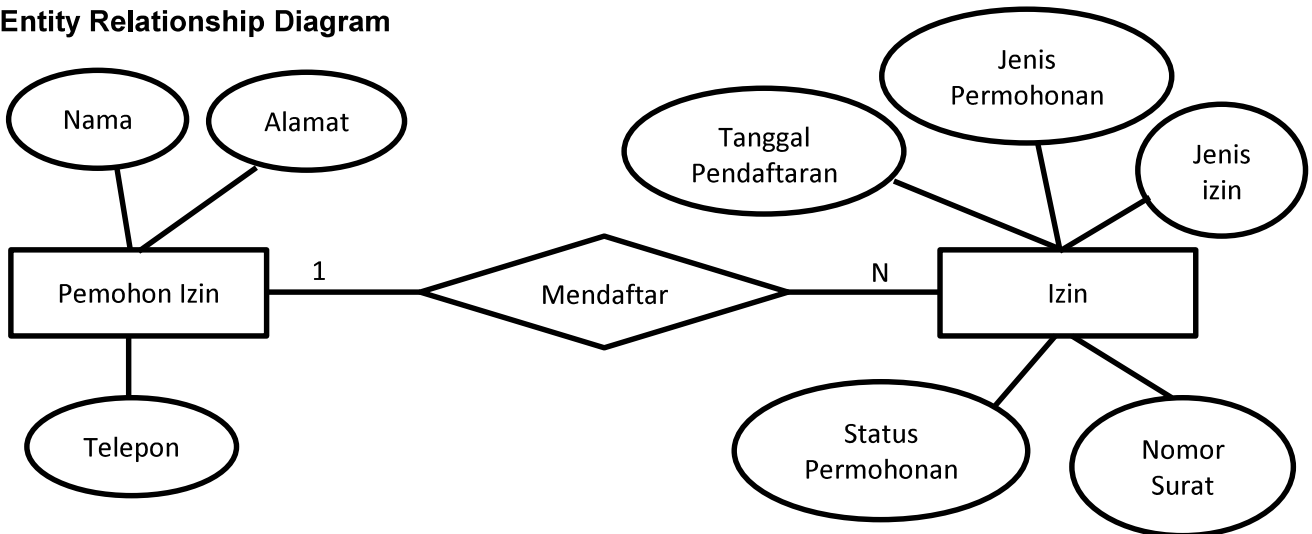 Entity Relationship Diagram
Nama
Alamat
Tanggal
Pendaftaran
Jenis
Permohonan
Jenis
izin
Pemohon Izin
1
Mendaftar
N
Izin
Telepon
Status
Permohonan
Nomor
Surat